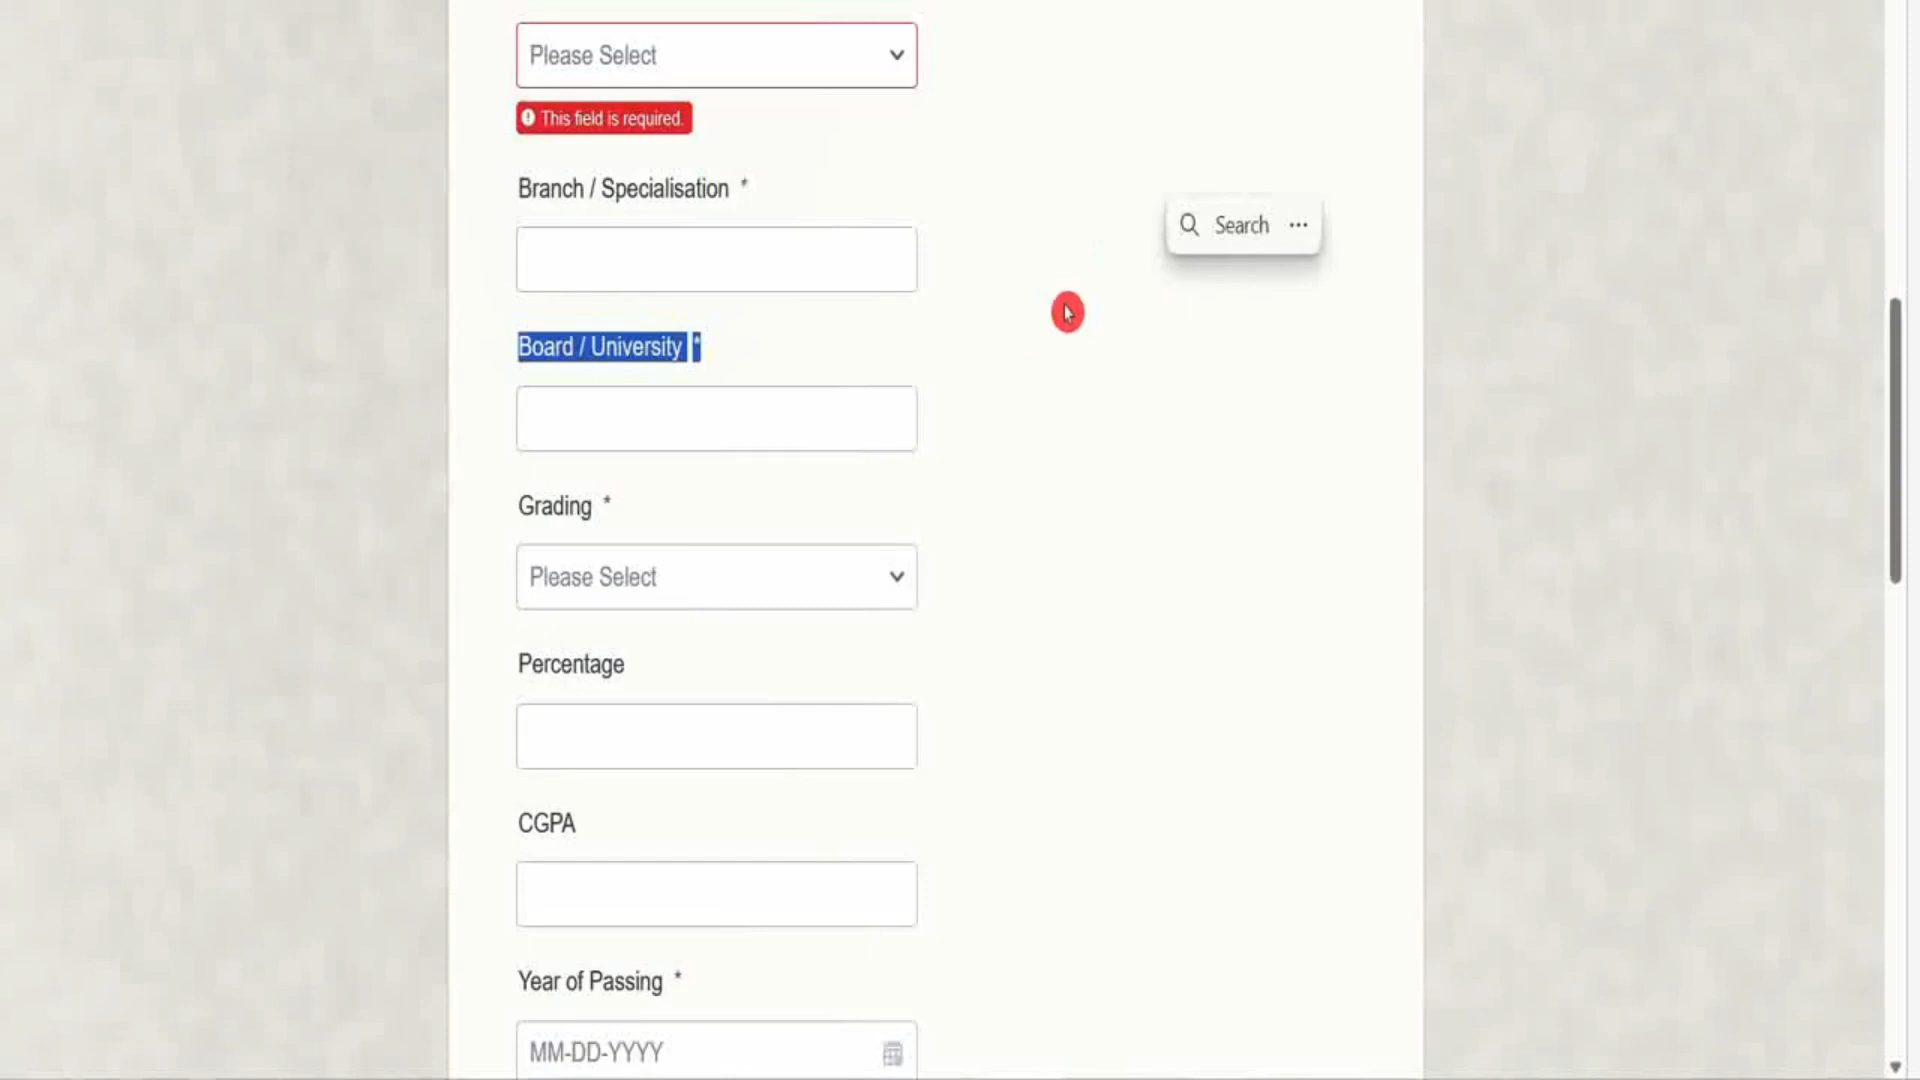 Please Select
This field is required.
Branch / Specialisation *
Search ...
Board / University *
Grading *
Please Select
Percentage
CGPA
Year of Passing *
MM-DD-YYYY